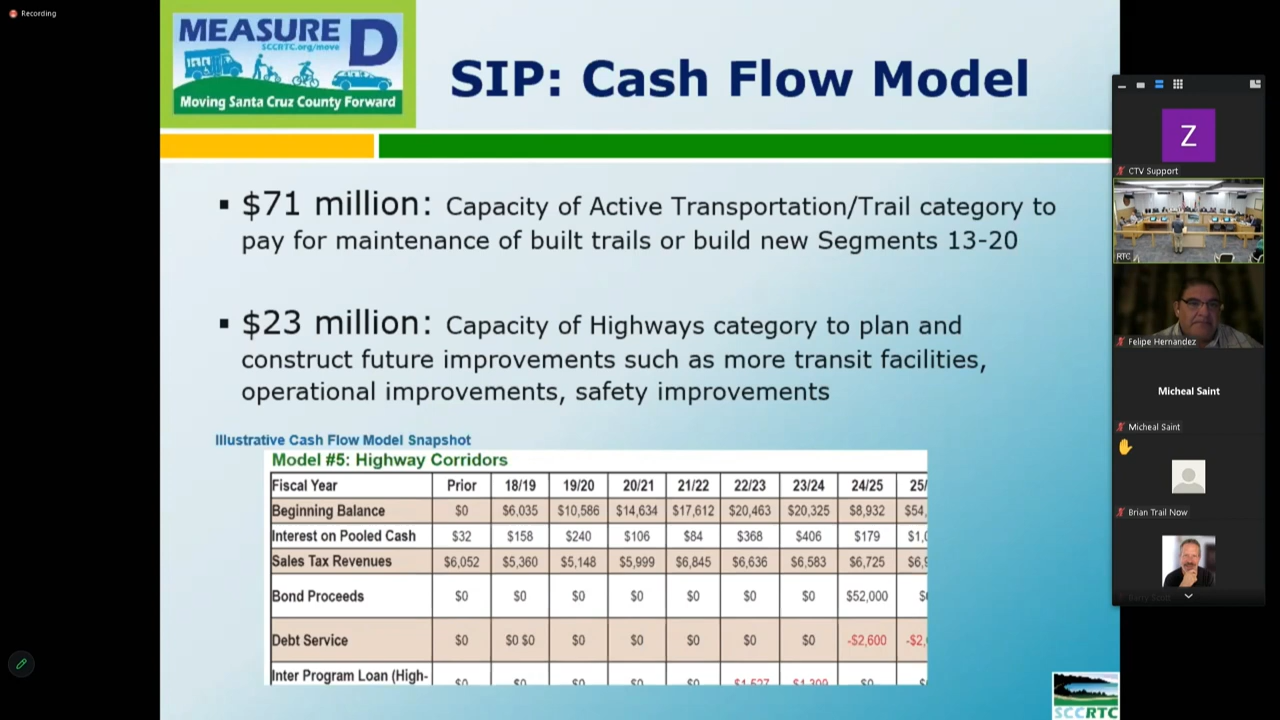 Recording
MEASURE D
SCCRTC.org/move
Moving Santa Cruz County Forward
SIP: Cash Flow Model
▪ $71 million: Capacity of Active Transportation/Trail category to
pay for maintenance of built trails or build new Segments 13-20
▪ $23 million: Capacity of Highways category to plan and
construct future improvements such as more transit facilities,
operational improvements, safety improvements
Illustrative Cash Flow Model Snapshot
Model #5: Highway Corridors
Fiscal Year Prior 18/19 19/20 20/21 21/22 22/23 23/24 24/25 25/
Beginning Balance $0 $6,035 $10,586 $14,634 $17,612 $20,463 $20,325 $8,932 $54,
Interest on Pooled Cash $32 $158 $240 $106 $84 $368 $406 $179 $1,
Sales Tax Revenues $6,052 $5,360 $5,148 $5,999 $6,845 $6,636 $6,583 $6,725 $6,
Bond Proceeds $0 $0 $0 $0 $0 $0 $0 $52,000 $
Debt Service $0 $0 $0 $0 $0 $0 $0 $0 -$2,600 -$2,
Inter Program Loan (High- $0 $0 $0 $0 $0 $1,527 $1,309 $0
SCCRTC
Z
CTV Support
RTC
Felipe Hernandez
Micheal Saint
Micheal Saint
Brian Trail Now
Barry Scott